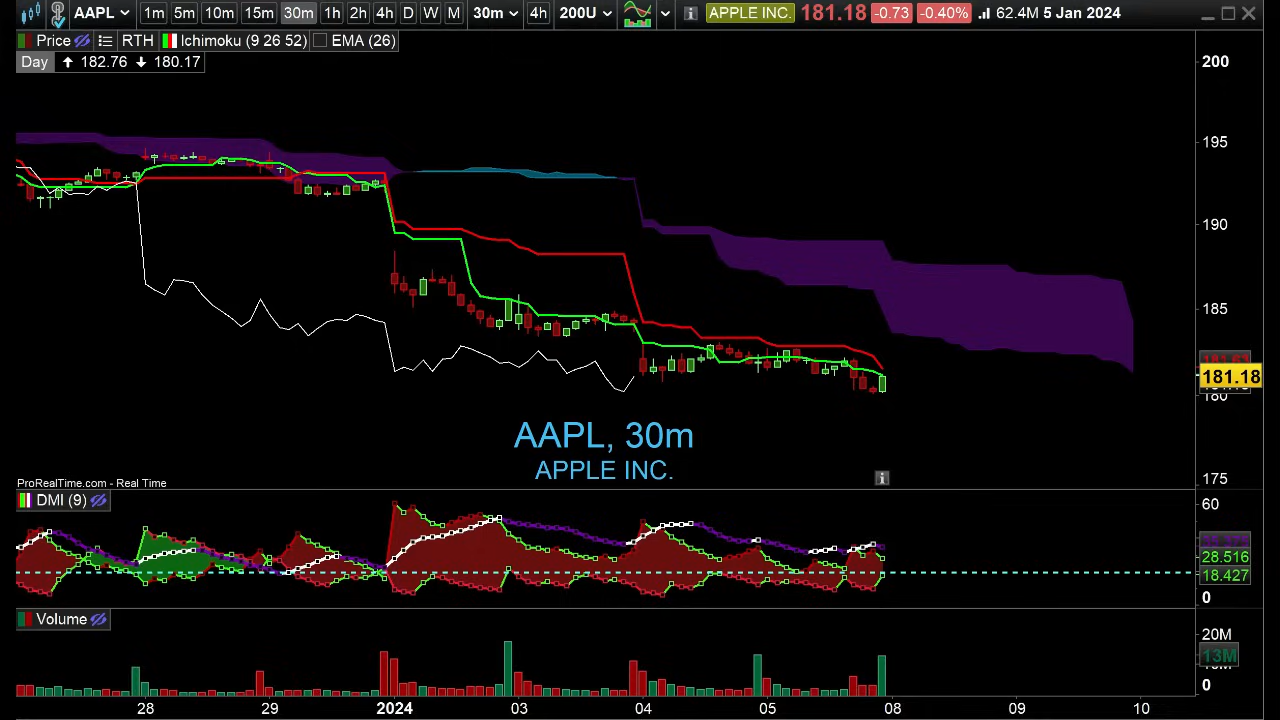 AAPL 1m 5m 10m 15m 30m 1h 2h 4h D W M 30m 4h 200U i APPLE INC. 181.18 -0.73 -0.40% 62.4M 5 Jan 2024
Price RTH Ichimoku (9 26 52) EMA (26)
Day 182.76 180.17
200
195
190
185
181.18
180
175
AAPL, 30m
APPLE INC.
ProRealTime.com - Real Time
i
DMI (9)
60
28.516
18.427
0
Volume
20M
13M
0
28 29 2024 03 04 05 08 09 10